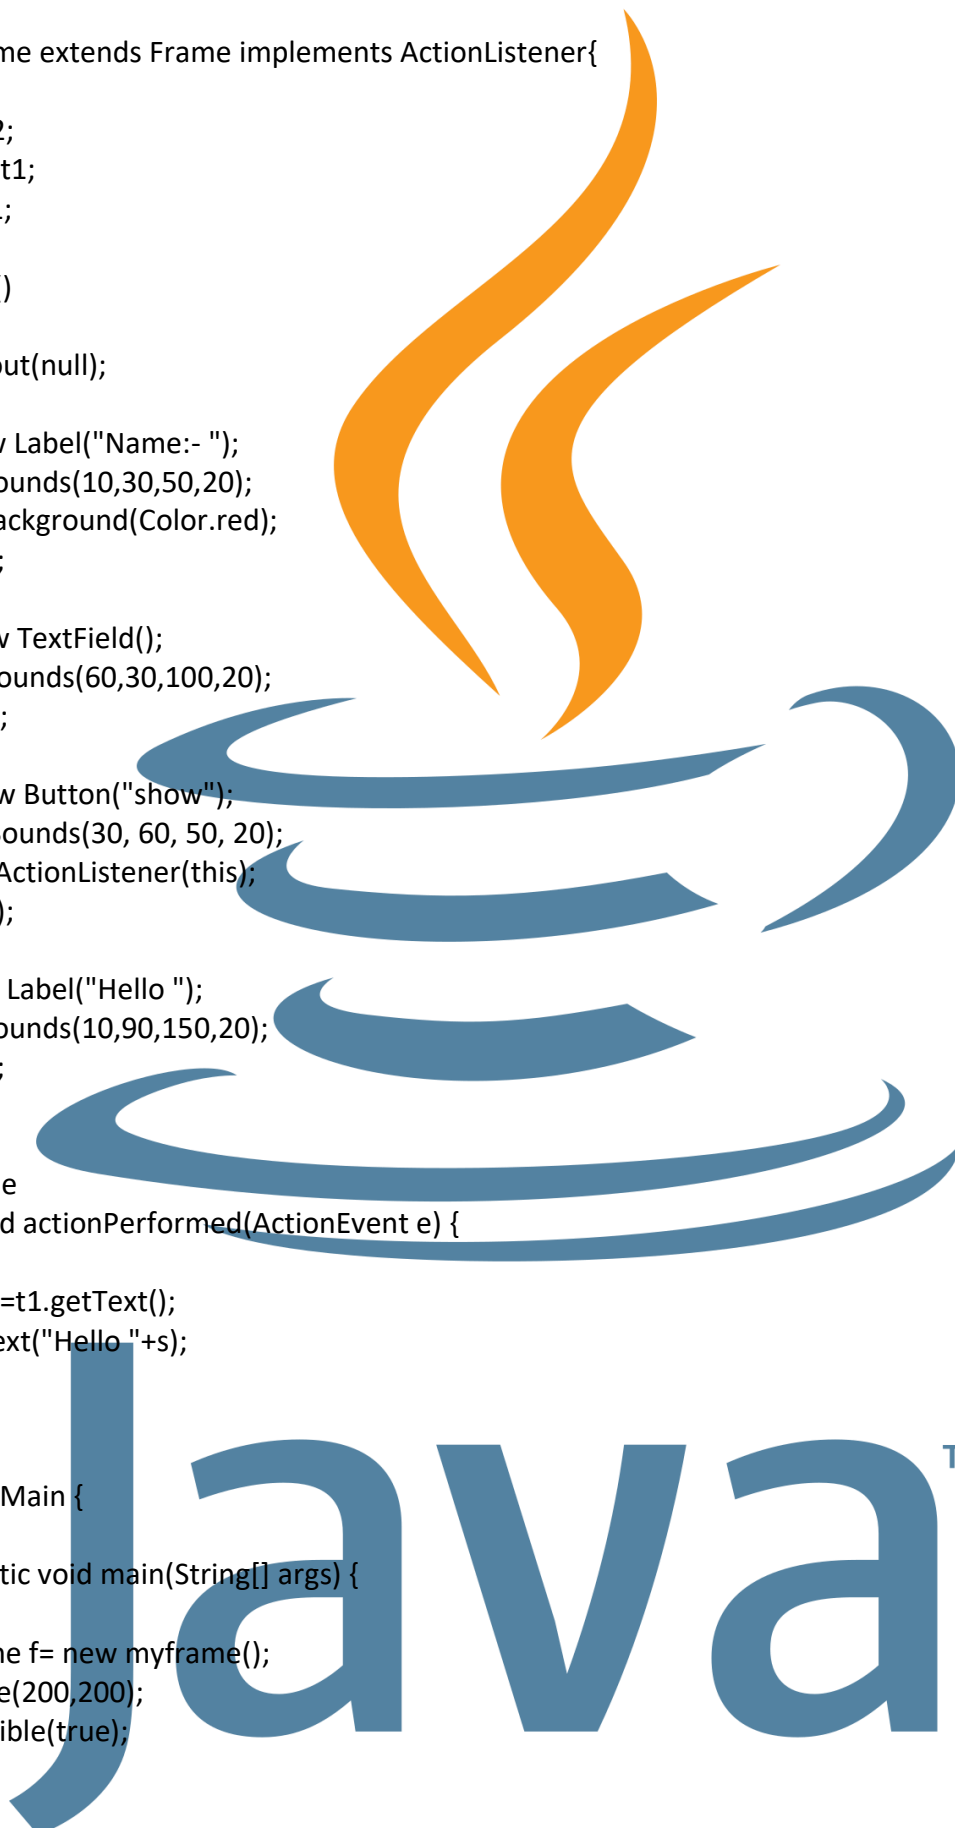 me extends Frame implements ActionListener{
2;
t1;
1;
()
out(null);
w Label("Name:- ");
ounds(10,30,50,20);
ackground(Color.red);
;
w TextField();
ounds(60,30,100,20);
;
w Button("show");
ounds(30, 60, 50, 20);
ActionListener(this);
);
Label("Hello ");
ounds(10,90,150,20);
;
e
d actionPerformed(ActionEvent e) {
=t1.getText();
ext("Hello "+s);
Main {
tic void main(String[] args) {
ne f= new myframe();
e(200,200);
ible(true);
Java
T